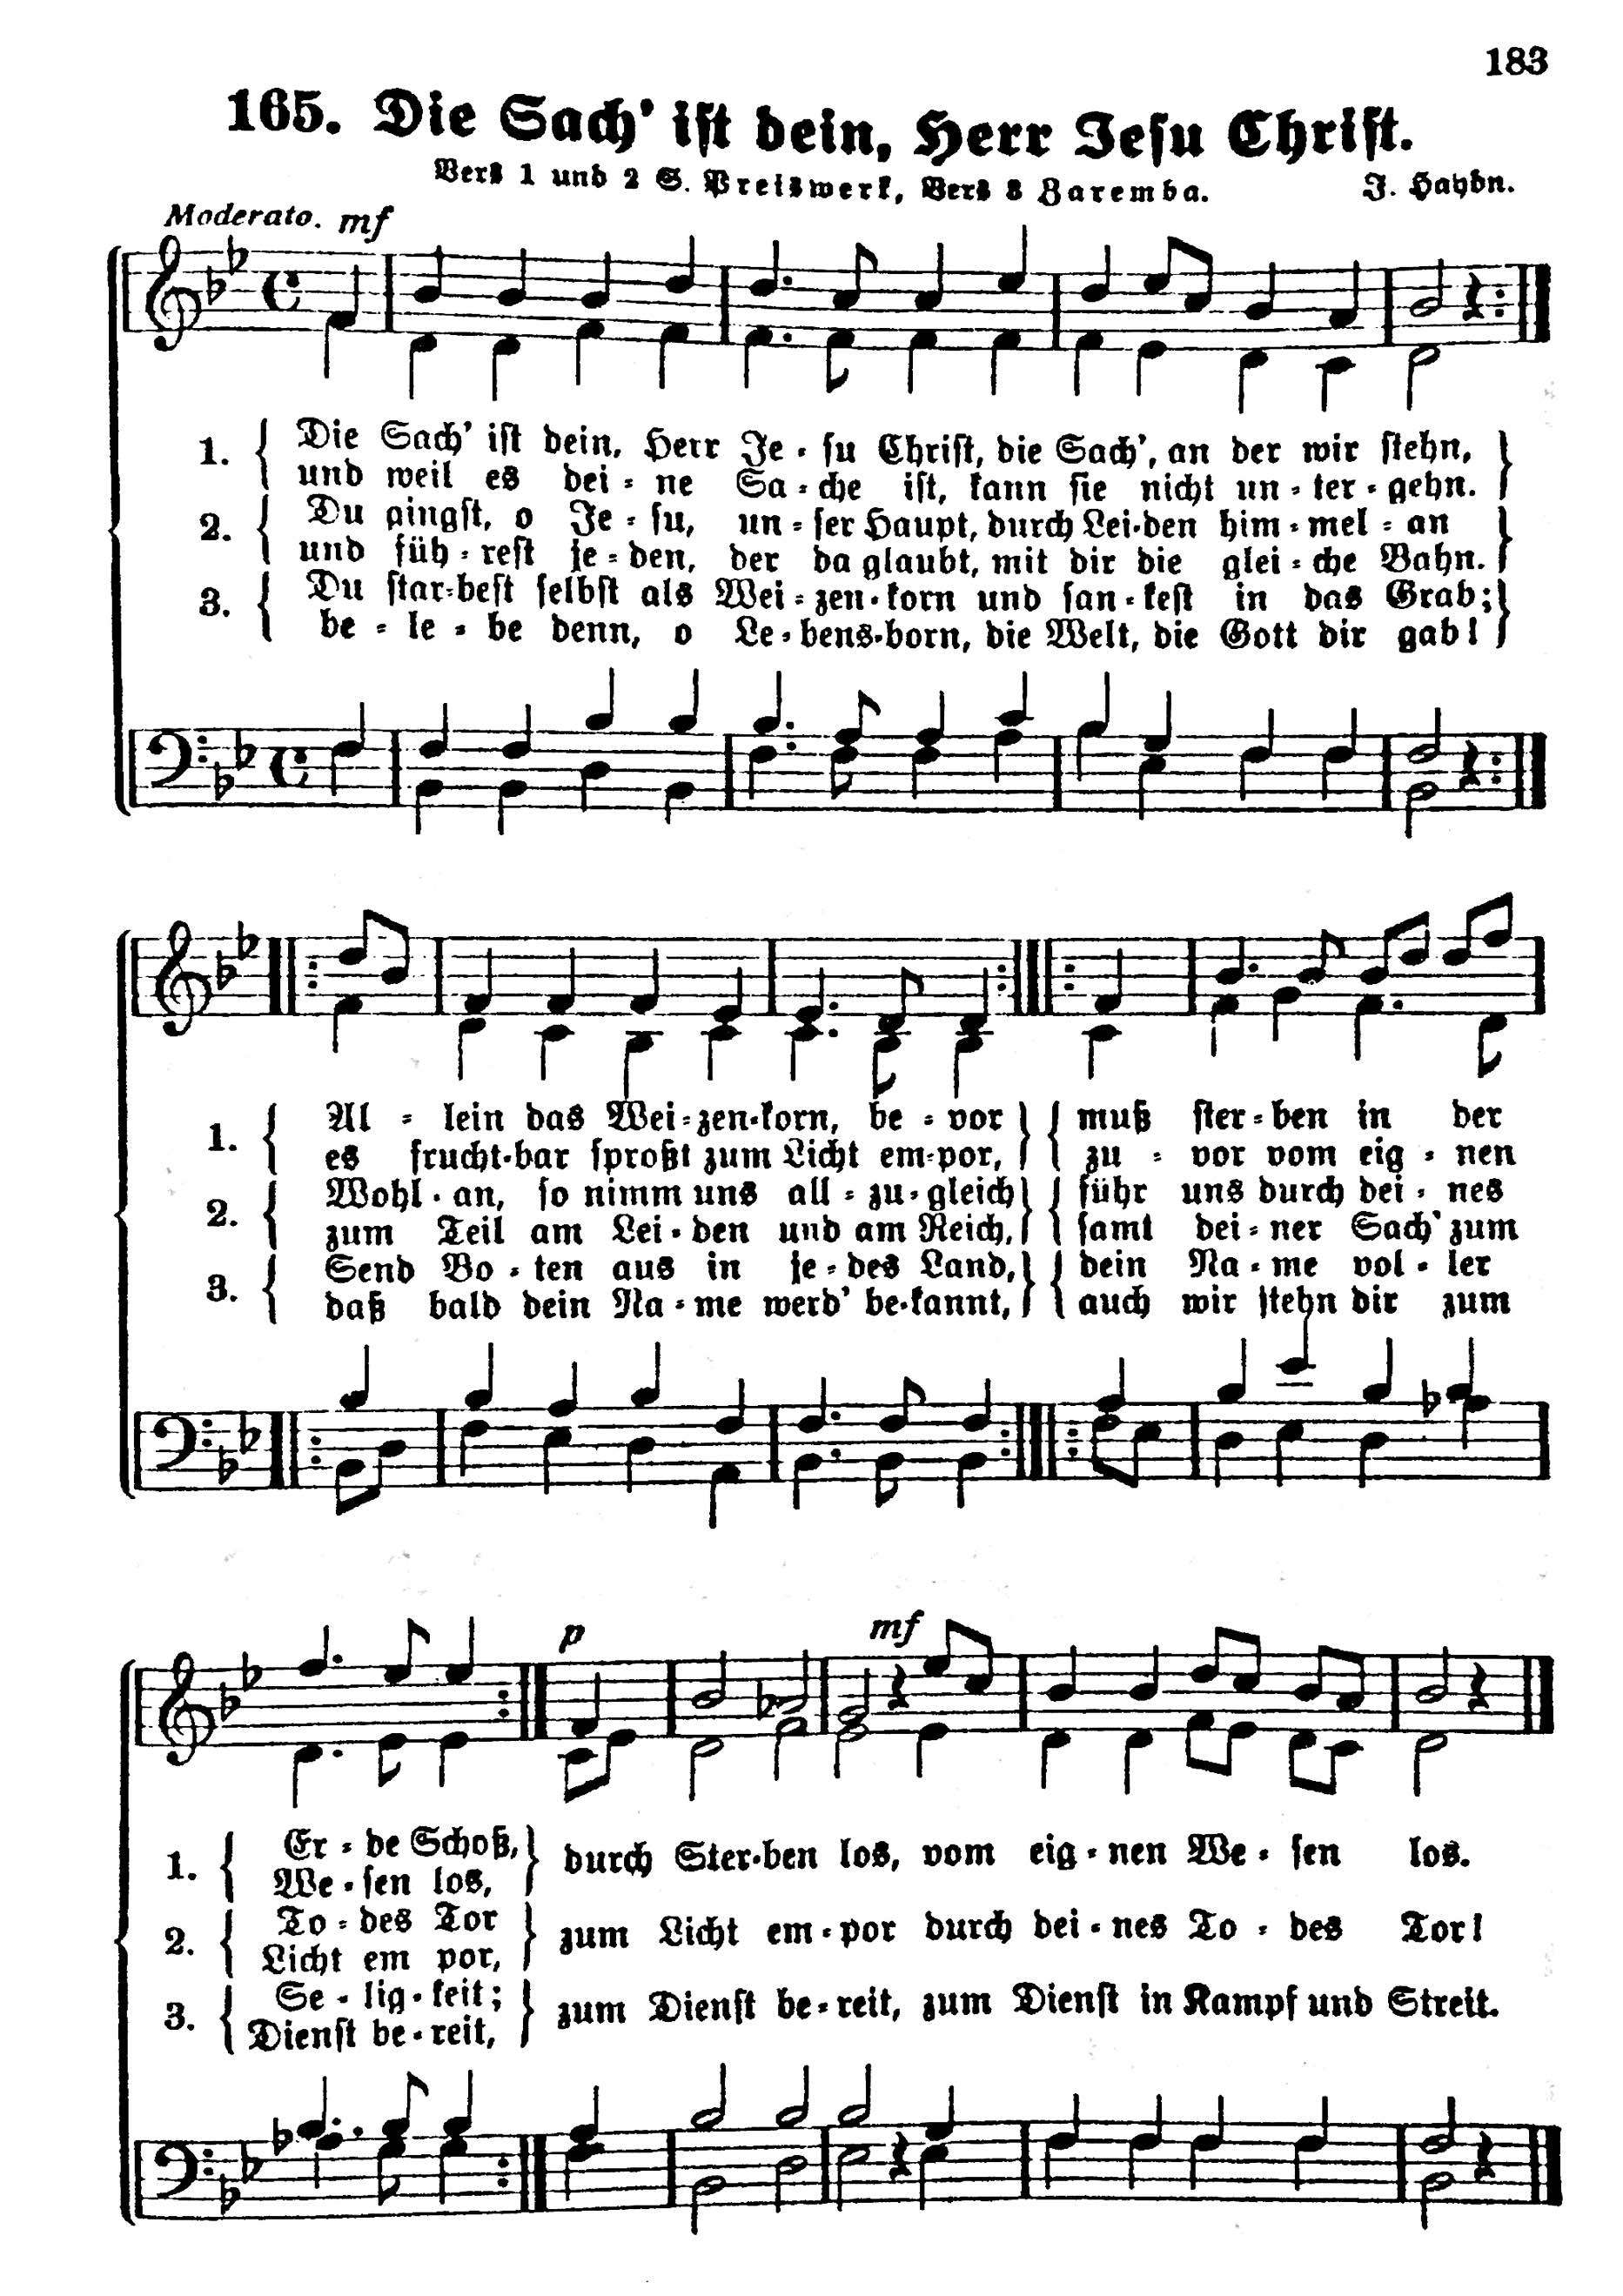 183
165. Die Sach' ist dein, Herr Jesu Christ.
Vers 1 und 2 S. Preiswerk, Vers 3 Zaremba. J. Haydn.
Moderato. mf
1. Die Sach' ist dein, Herr Je-su Christ, die Sach', an der wir stehn,
und weil es dei-ne Sa-che ist, kann sie nicht un-ter-gehn.
2. Du gingst, o Je-su, un-ser Haupt, durch Lei-den him-mel-an
und füh-rest je-den, der da glaubt, mit dir die glei-che Bahn.
3. Du star-best selbst als Wei-zen-korn und san-kest in das Grab;
be-le-be denn, o Le-bens-born, die Welt, die Gott dir gab!
1. Al-lein das Wei-zen-korn, be-vor muß ster-ben in der
es frucht-bar sproßt zum Licht em-por, zu-vor vom eig-nen
2. Wohl-an, so nimm uns all-zu-gleich führ uns durch dei-nes
zum Teil am Lei-den und am Reich, samt dei-ner Sach' zum
3. Send Bo-ten aus in je-des Land, dein Na-me vol-ler
daß bald dein Na-me werd' be-kannt, auch wir stehn dir zum
p mf
1. Er-de Schoß, durch Ster-ben los, vom eig-nen We-sen los.
We-sen los,
2. To-des Tor zum Licht em-por durch dei-nes To-des Tor!
Licht em por,
3. Se-lig-keit; zum Dienst be-reit, zum Dienst in Kampf und Streit.
Dienst be-reit,